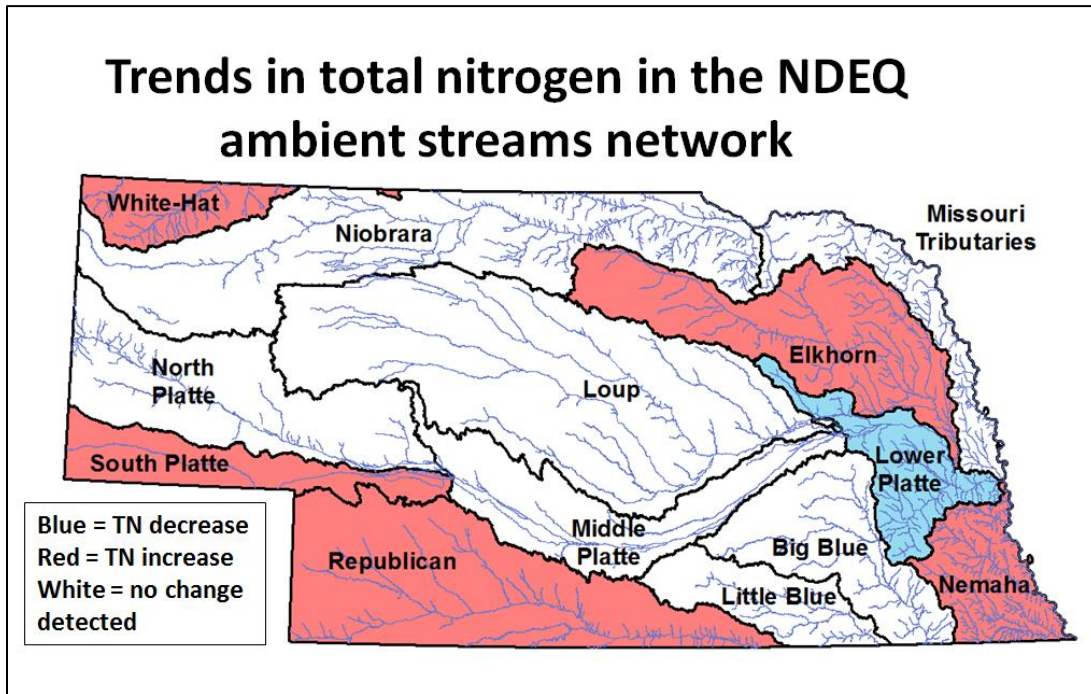 Trends in total nitrogen in the NDEQ
ambient streams network
White-Hat
Niobrara
Missouri
Tributaries
North
Platte
Loup
Elkhorn
South Platte
Lower
Platte
Middle
Platte
Republican
Big Blue
Little Blue
Nemaha
Blue = TN decrease
Red = TN increase
White = no change
detected